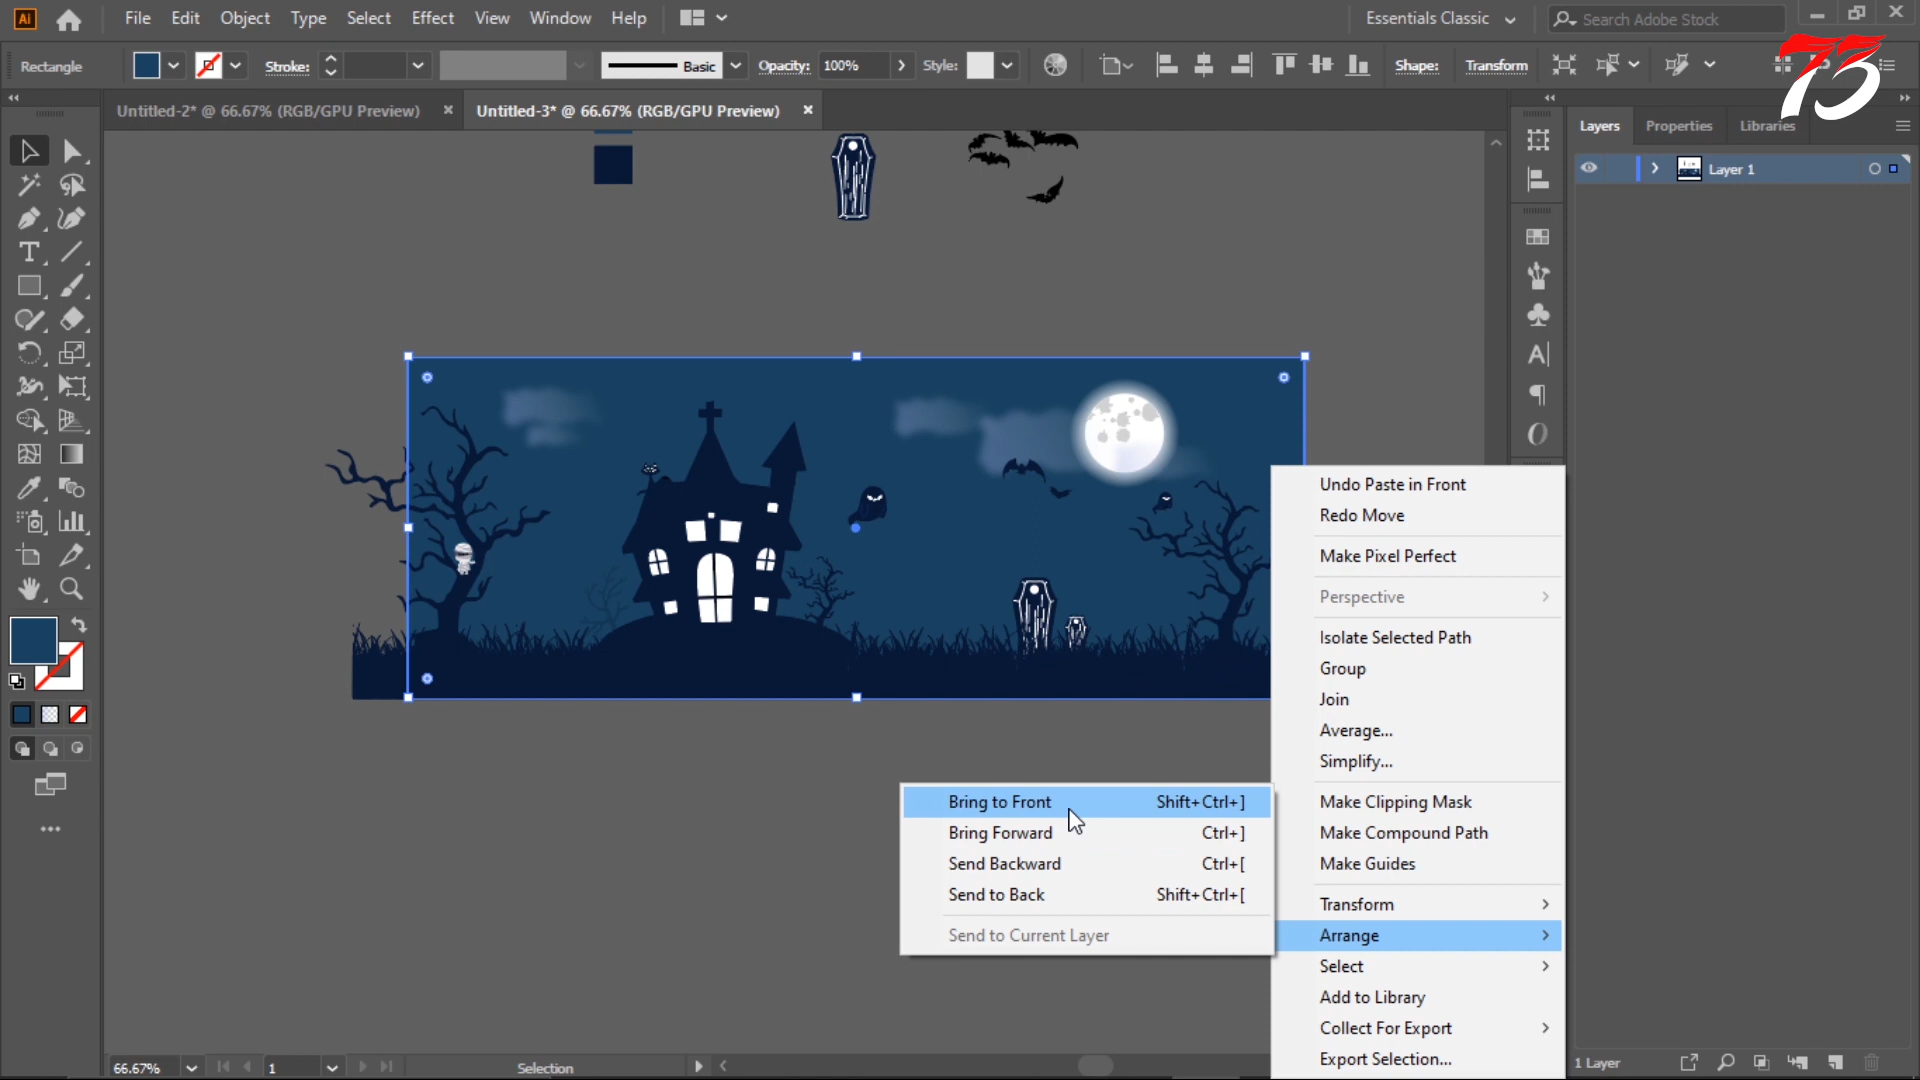 Ai
File Edit Object Type Select Effect View Window Help
Essentials Classic
Search Adobe Stock
Rectangle
Stroke:
Basic
Opacity: 100%
Style:
Shape:
Transform
73
Untitled-2* @ 66.67% (RGB/GPU Preview)
Untitled-3* @ 66.67% (RGB/GPU Preview)
Layers Properties Libraries
Layer 1
Undo Paste in Front
Redo Move
Make Pixel Perfect
Perspective
Isolate Selected Path
Group
Join
Average...
Simplify...
Make Clipping Mask
Make Compound Path
Make Guides
Transform
Arrange
Select
Add to Library
Collect For Export
Export Selection...
Bring to Front Shift+Ctrl+]
Bring Forward Ctrl+]
Send Backward Ctrl+[
Send to Back Shift+Ctrl+[
Send to Current Layer
66.67%
1
Selection
1 Layer